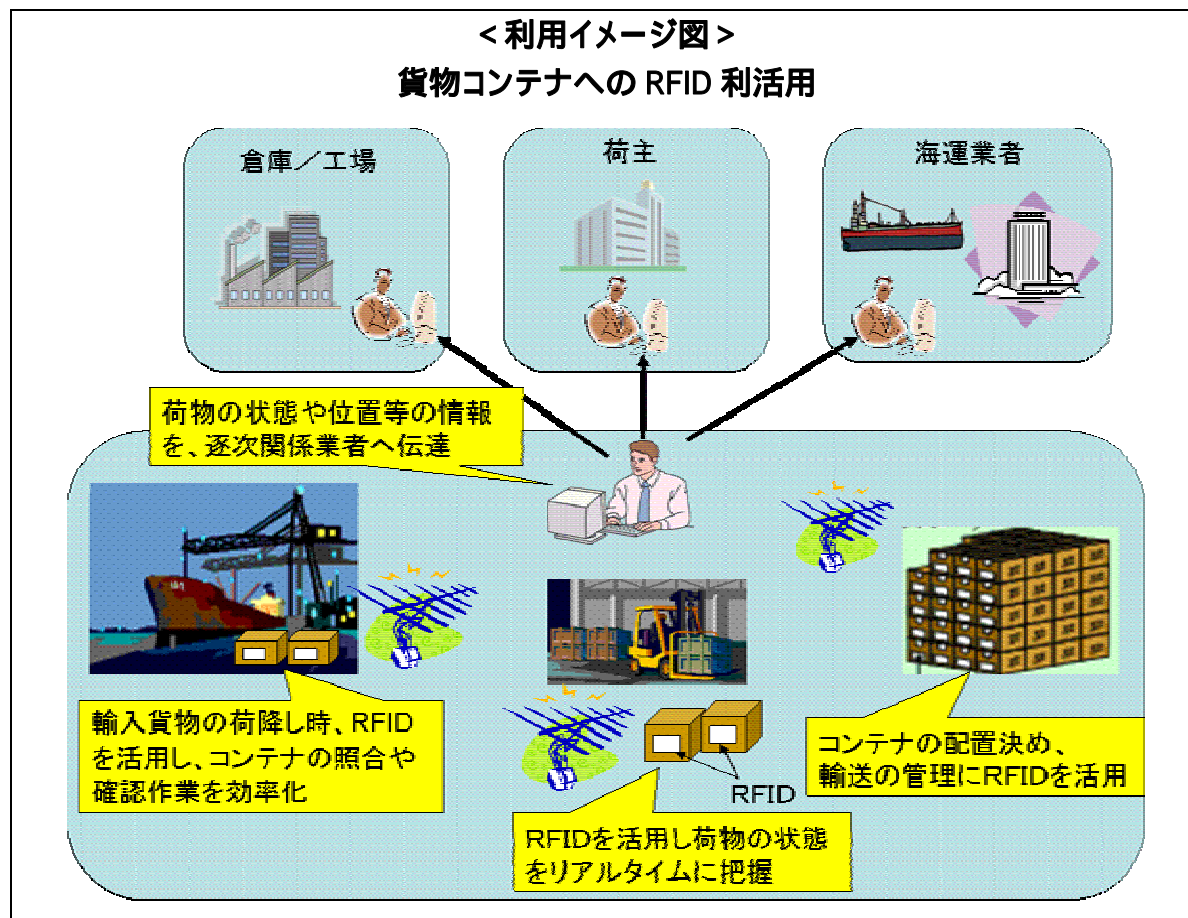 <利用イメージ図>
貨物コンテナへの RFID 利活用
倉庫／工場
荷主
海運業者
荷物の状態や位置等の情報
を、逐次関係業者へ伝達
輸入貨物の荷降し時、RFID
を活用し、コンテナの照合や
確認作業を効率化
RFID
RFIDを活用し荷物の状態
をリアルタイムに把握
コンテナの配置決め、
輸送の管理にRFIDを活用